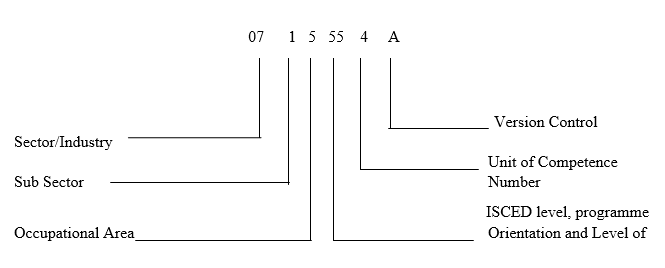 07 1 5 55 4 A
Version Control
Sector/Industry
Unit of Competence
Number
Sub Sector
ISCED level, programme
Orientation and Level of
Occupational Area